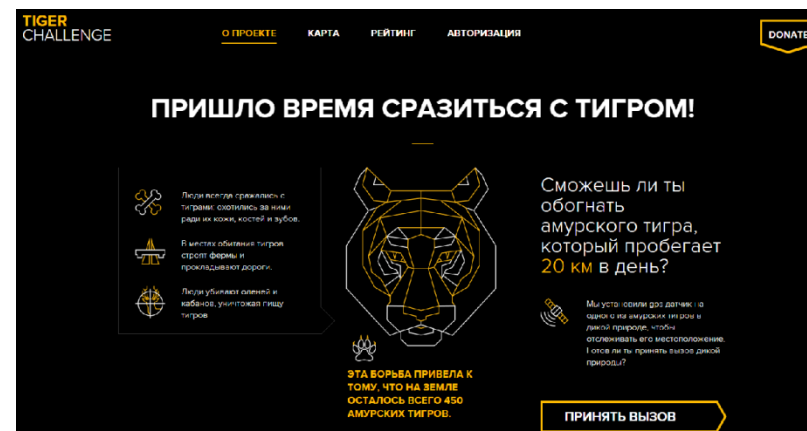 TIGER
CHALLENGE
О ПРОЕКТЕ КАРТА РЕЙТИНГ АВТОРИЗАЦИЯ
DONATE
ПРИШЛО ВРЕМЯ СРАЗИТЬСЯ С ТИГРОМ!
Люди всегда сражались с
тиграми: охотились за ними
ради их кожи, костей и зубов.
В местах обитания тигров
строят фермы и
прокладывают дороги.
Люди убивают оленей и
кабанов, уничтожая пищу
тигров
ЭТА БОРЬБА ПРИВЕЛА К
ТОМУ, ЧТО НА ЗЕМЛЕ
ОСТАЛОСЬ ВСЕГО 450
АМУРСКИХ ТИГРОВ.
Сможешь ли ты
обогнать
амурского тигра,
который пробегает
20 км в день?
Мы установили gps датчик на
одного из амурских тигров в
дикой природе, чтобы
отслеживать его местоположение.
Готов ли ты принять вызов дикой
природы?
ПРИНЯТЬ ВЫЗОВ